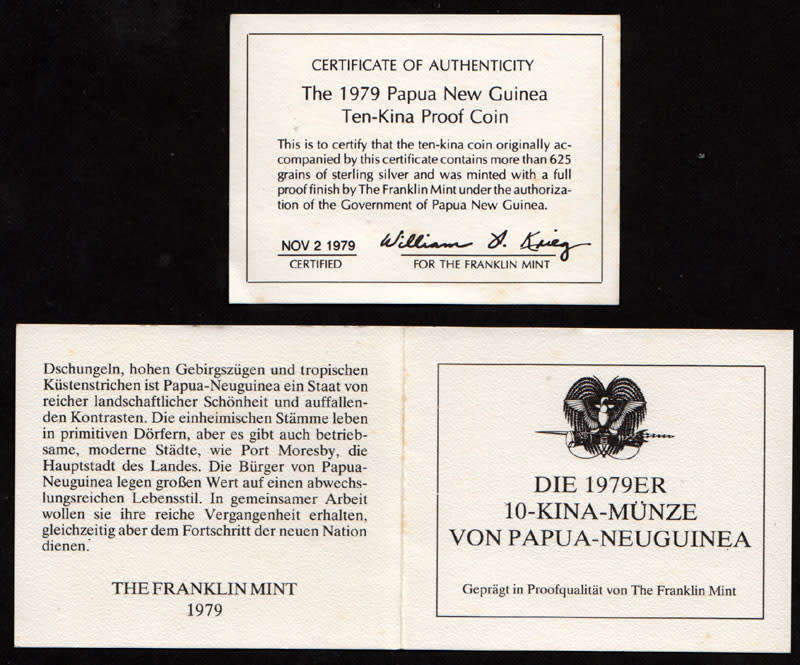 CERTIFICATE OF AUTHENTICITY
The 1979 Papua New Guinea
Ten-Kina Proof Coin
This is to certify that the ten-kina coin originally ac-
companied by this certificate contains more than 625
grains of sterling silver and was minted with a full
proof finish by The Franklin Mint under the authoriza-
tion of the Government of Papua New Guinea.
NOV 2 1979 William S. Krieg
CERTIFIED FOR THE FRANKLIN MINT
Dschungeln, hohen Gebirgszügen und tropischen
Küstenstrichen ist Papua-Neuguinea ein Staat von
reicher landschaftlicher Schönheit und auffallen-
den Kontrasten. Die einheimischen Stämme leben
in primitiven Dörfern, aber es gibt auch betrieb-
same, moderne Städte, wie Port Moresby, die
Hauptstadt des Landes. Die Bürger von Papua-
Neuguinea legen großen Wert auf einen abwechs-
lungsreichen Lebensstil. In gemeinsamer Arbeit
wollen sie ihre reiche Vergangenheit erhalten,
gleichzeitig aber dem Fortschritt der neuen Nation
dienen.
THE FRANKLIN MINT
1979
DIE 1979ER
10-KINA-MÜNZE
VON PAPUA-NEUGUINEA
Geprägt in Proofqualität von The Franklin Mint